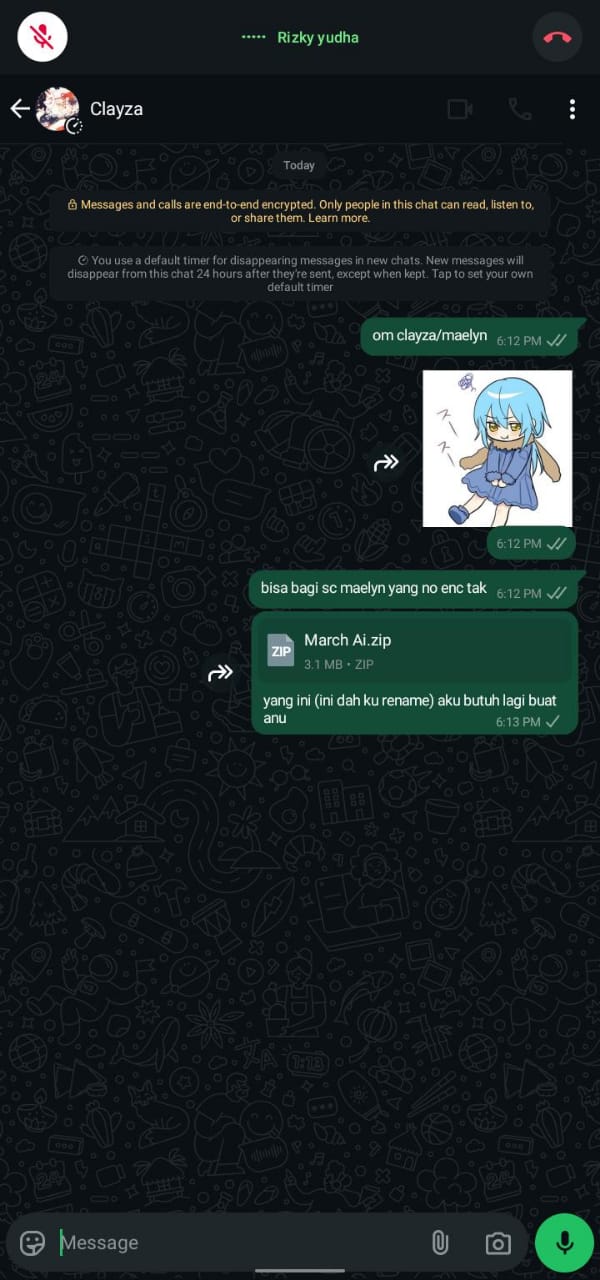 Rizky yudha
Clayza
Today
Messages and calls are end-to-end encrypted. Only people in this chat can read, listen to,
or share them. Learn more.
You use a default timer for disappearing messages in new chats. New messages will
disappear from this chat 24 hours after they're sent, except when kept. Tap to set your own
default timer
om clayza/maelyn 6:12 PM
スー
スー
6:12 PM
bisa bagi sc maelyn yang no enc tak 6:12 PM
ZIP
March Ai.zip
3.1 MB • ZIP
yang ini (ini dah ku rename) aku butuh lagi buat
anu
6:13 PM
Message